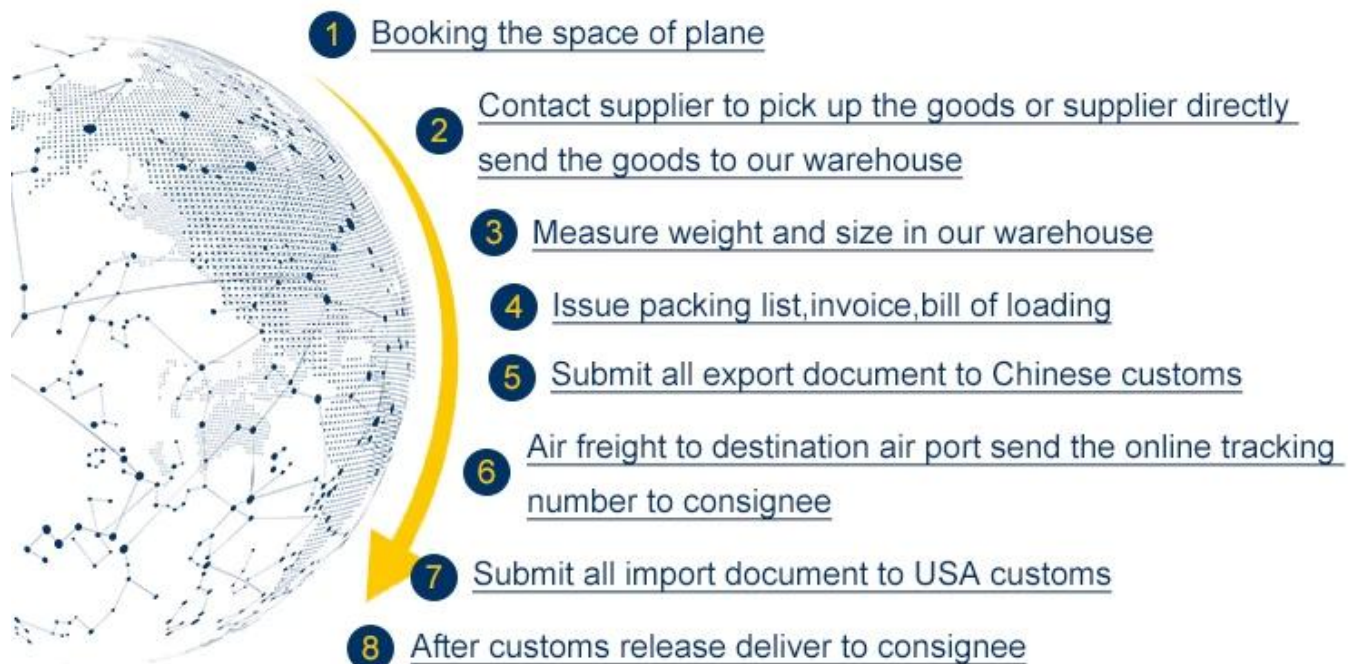 1 Booking the space of plane
2 Contact supplier to pick up the goods or supplier directly
send the goods to our warehouse
3 Measure weight and size in our warehouse
4 Issue packing list,invoice,bill of loading
5 Submit all export document to Chinese customs
6 Air freight to destination air port send the online tracking
number to consignee
7 Submit all import document to USA customs
8 After customs release deliver to consignee